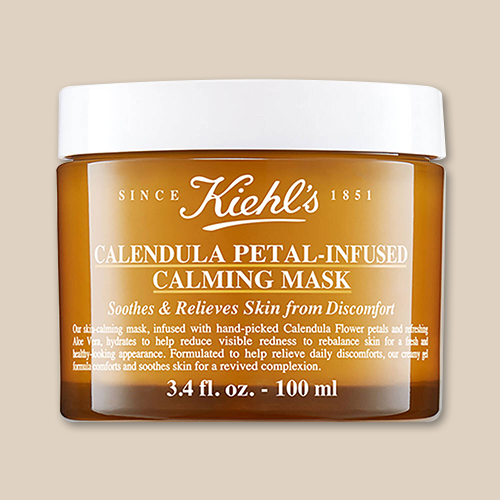 SINCE Kiehl's 1851
CALENDULA PETAL-INFUSED
CALMING MASK
Soothes & Relieves Skin from Discomfort
Our skin-calming mask, infused with hand-picked Calendula Flower petals and refreshing
Aloe Vera, hydrates to help reduce visible redness to rebalance skin for a fresh and
healthy-looking appearance. Formulated to help relieve daily discomforts, our creamy gel
formula comforts and soothes skin for a revived complexion.
3.4 fl. oz. - 100 ml